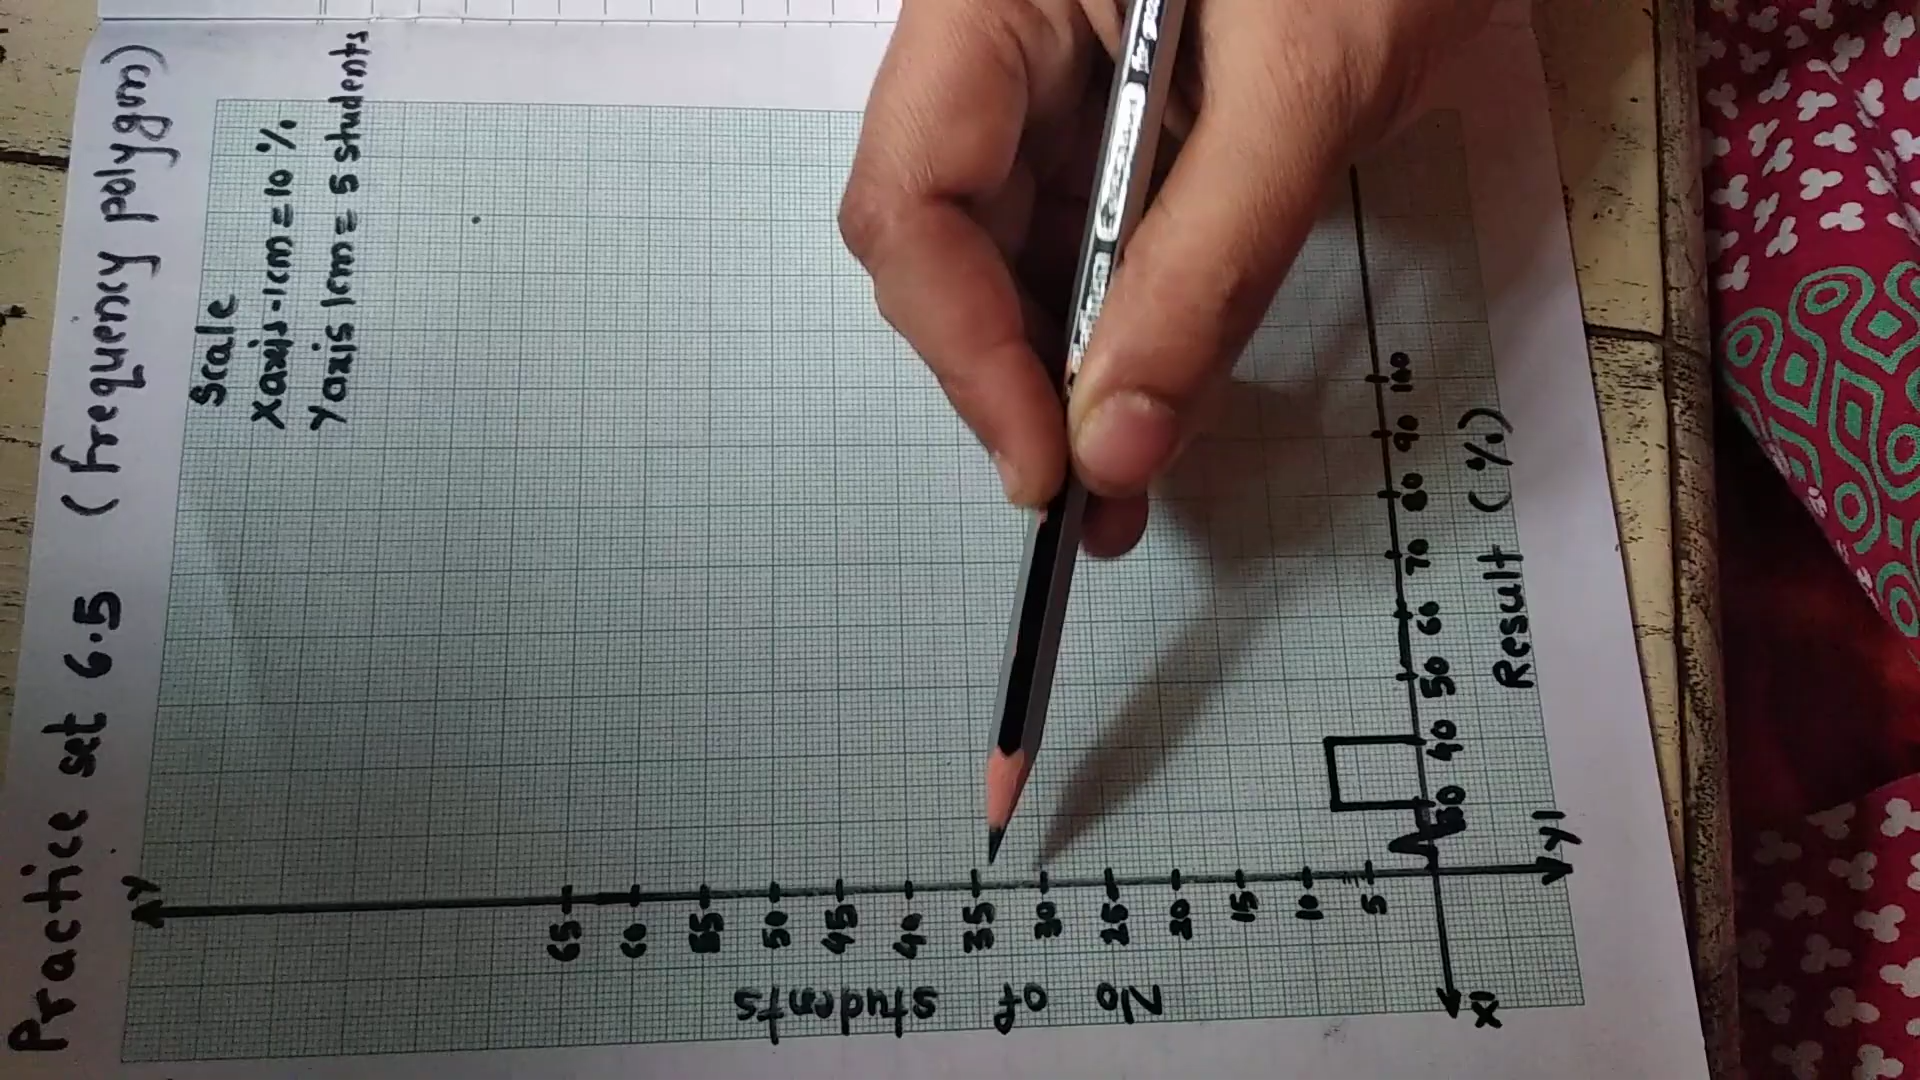 Practice set 6.5 (frequency polygon)
Scale
X axis - 1cm = 10 %
Y axis 1cm = 5 students
Y
65
60
55
50
45
40
35
30
25
20
15
10
5
No of students
X'
Y'
30 40 50 60 70 80 90 100
Result (%)